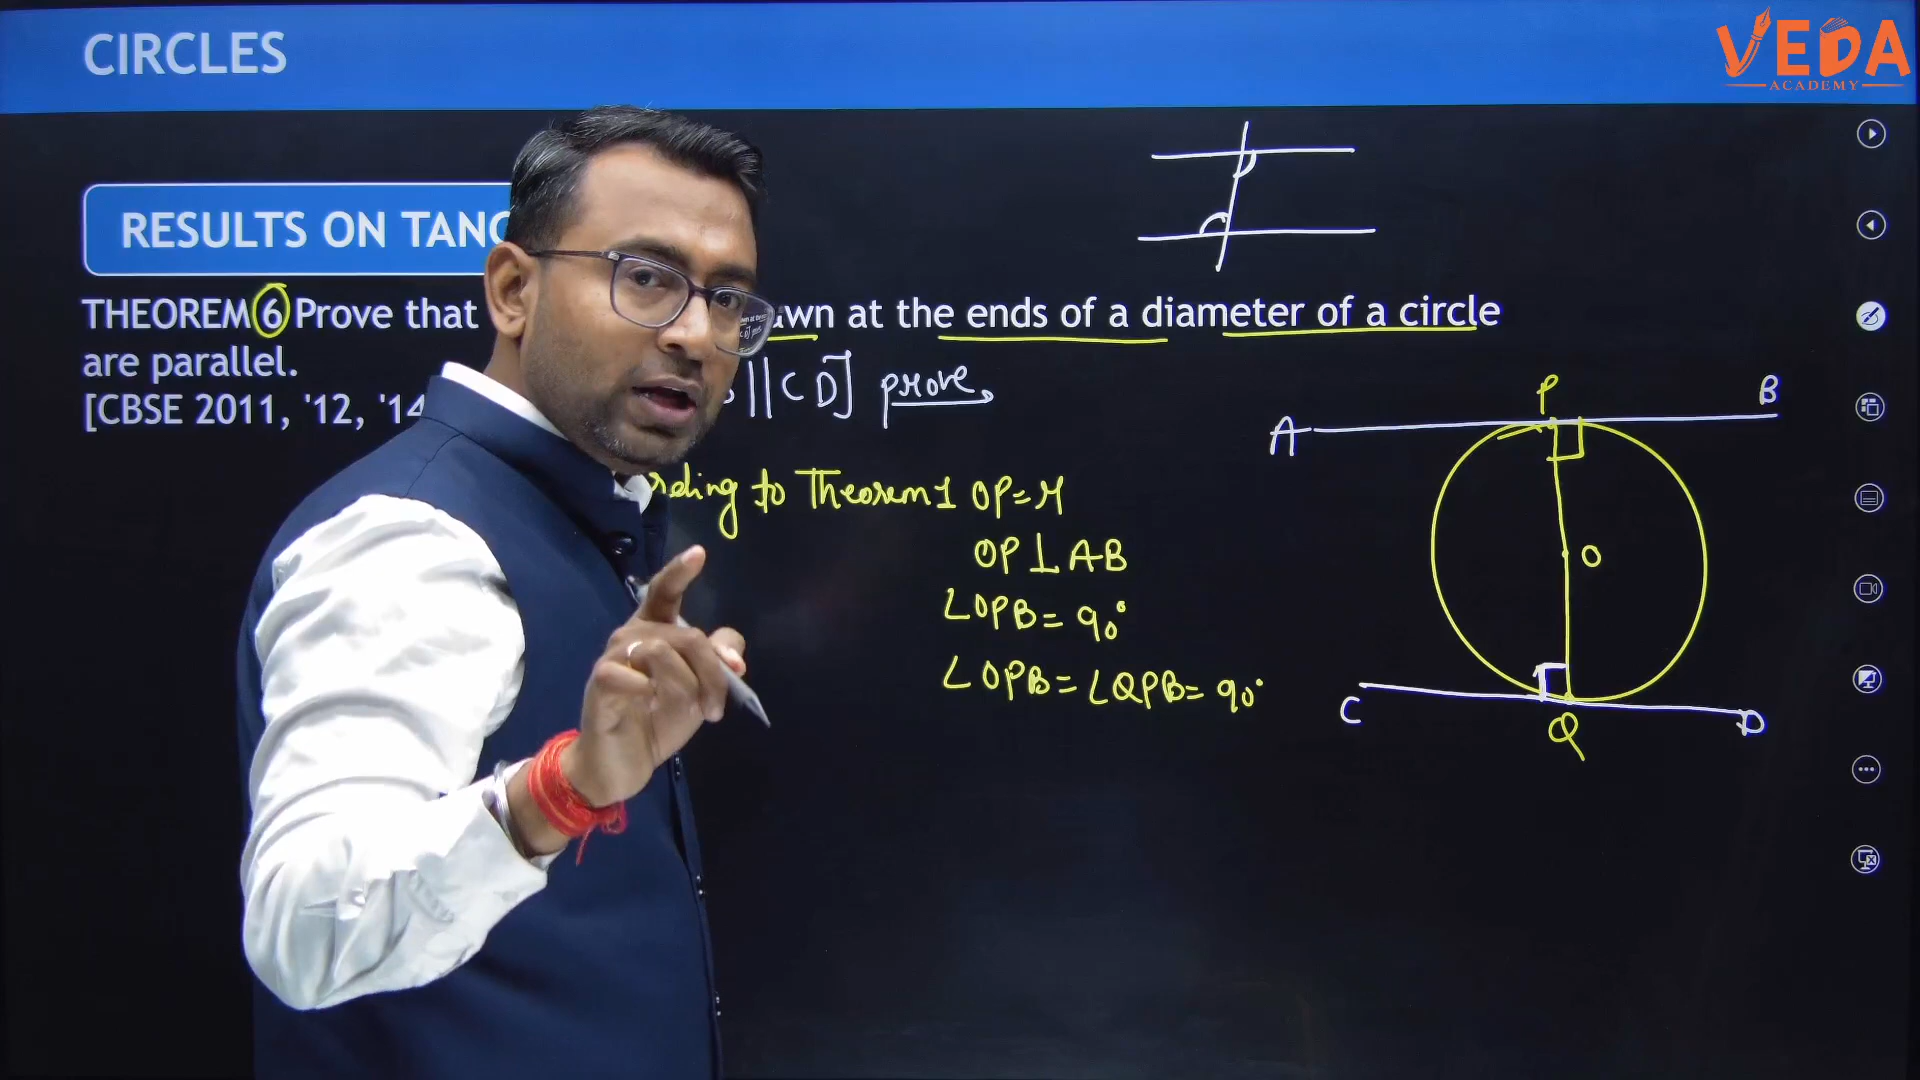 CIRCLES
VEDA
ACADEMY
RESULTS ON TANG
THEOREM 6 Prove that awn at the ends of a diameter of a circle
are parallel.
||CD] prove
[CBSE 2011, '12, '14
P
B
A
rding to Theorem 1 OP=r
OP⊥AB
O
∠OPB=90°
∠OPB=∠QPB=90°
C
D
Q